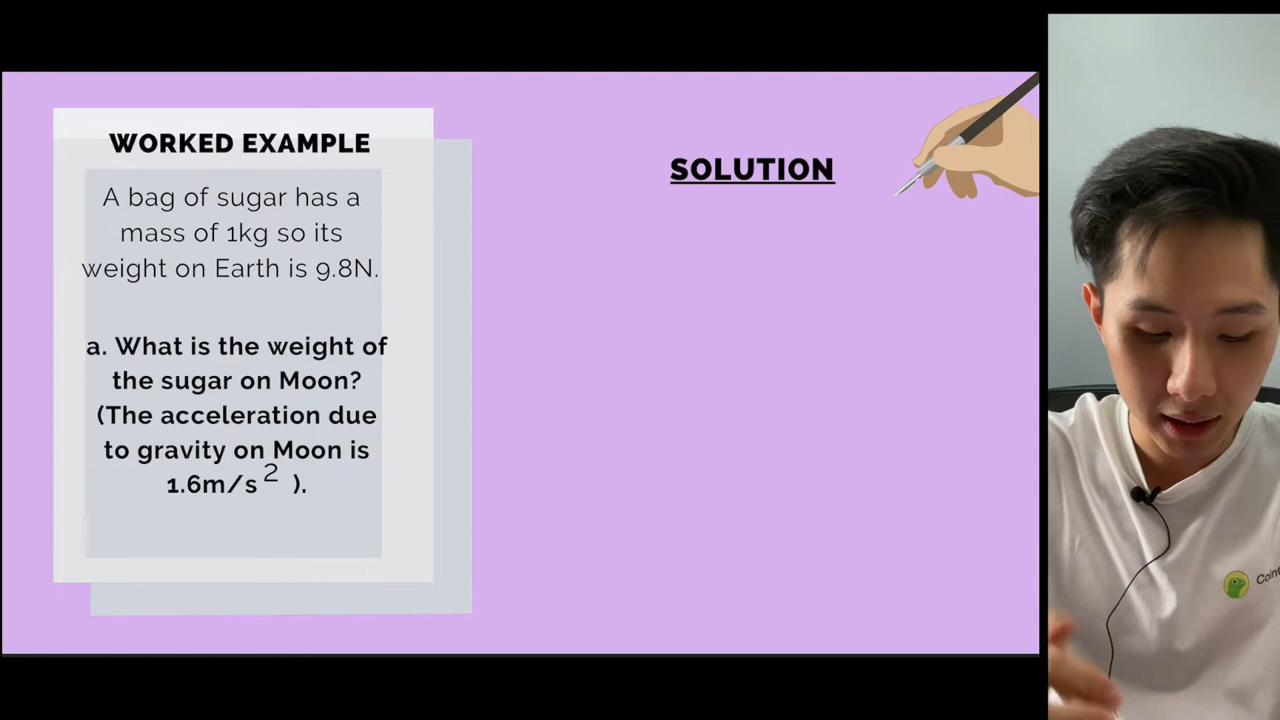 WORKED EXAMPLE
A bag of sugar has a
mass of 1kg so its
weight on Earth is 9.8N.
a. What is the weight of
the sugar on Moon?
(The acceleration due
to gravity on Moon is
1.6m/s² ).
SOLUTION